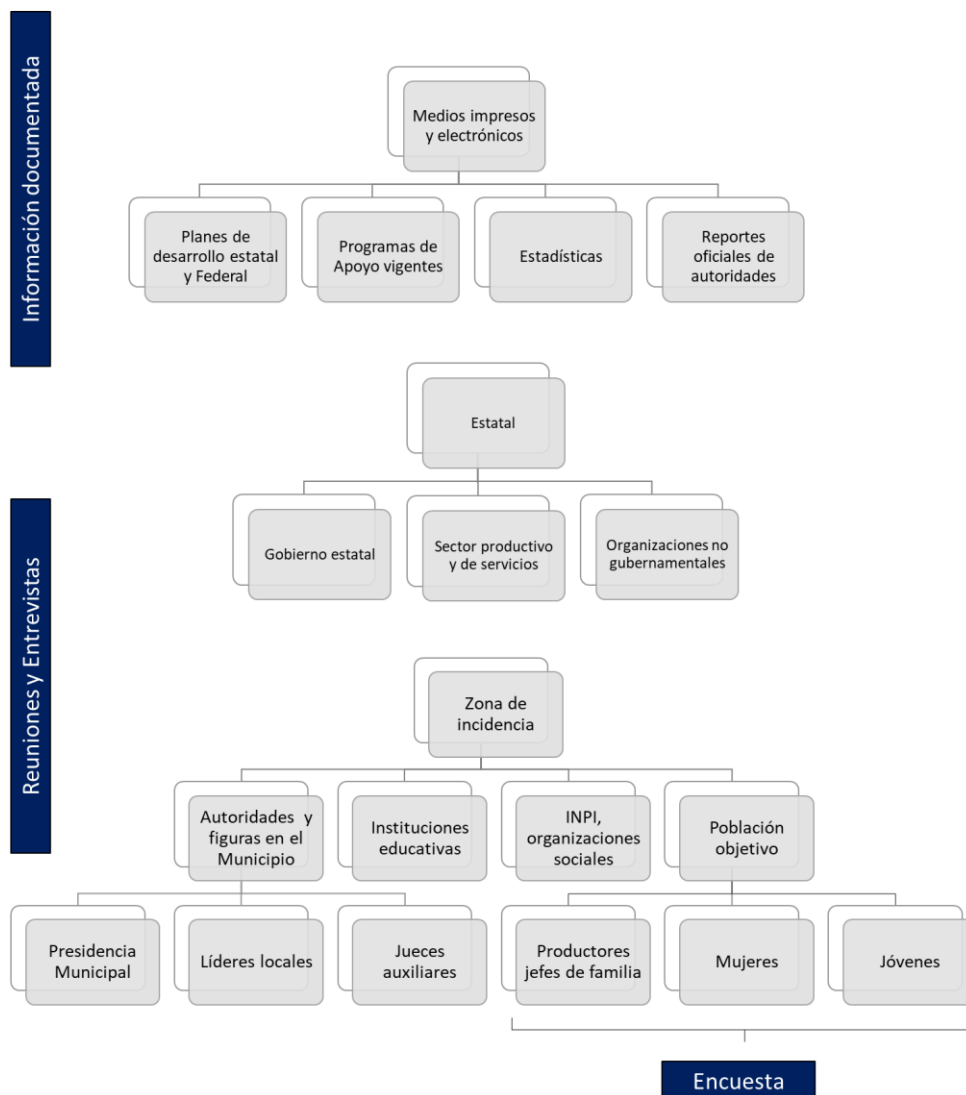 Información documentada
Medios impresos
y electrónicos
Planes de
desarrollo estatal
y Federal
Programas de
Apoyo vigentes
Estadísticas
Reportes
oficiales de
autoridades
Reuniones y Entrevistas
Estatal
Gobierno estatal
Sector productivo
y de servicios
Organizaciones no
gubernamentales
Zona de
incidencia
Autoridades y
figuras en el
Municipio
Instituciones
educativas
INPI,
organizaciones
sociales
Población
objetivo
Presidencia
Municipal
Líderes locales
Jueces
auxiliares
Productores
jefes de familia
Mujeres
Jóvenes
Encuesta